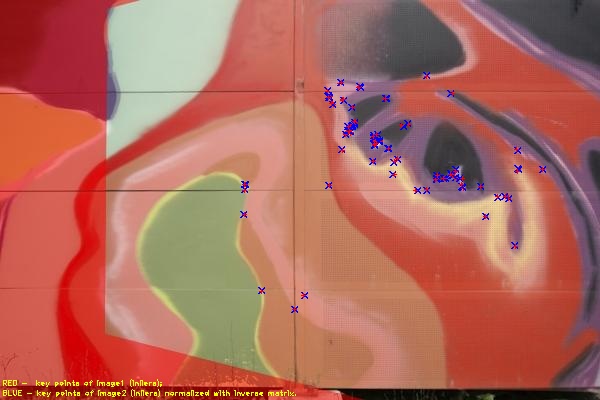 RED - key points of image1 (inliers);
BLUE - key points of image2 (inliers) normalized with inverse matrix.